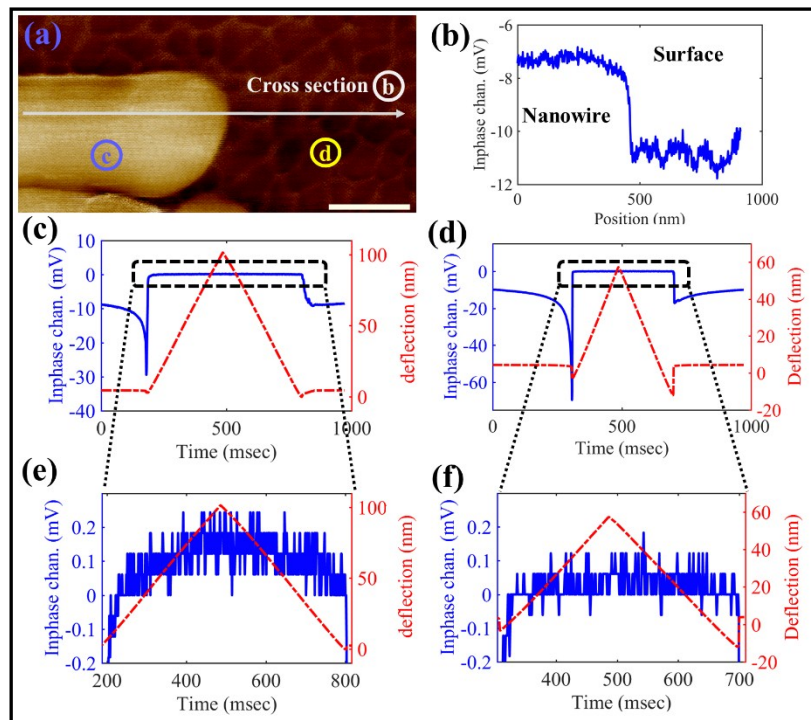 (a)
Cross section b
c
d
(b)
Inphase chan. (mV)
-6
-8
-10
-12
Surface
Nanowire
0
500
1000
Position (nm)
(c)
Inphase chan. (mV)
10
0
-10
-20
-30
-40
100
50
0
deflection (nm)
0
500
1000
Time (msec)
(d)
Inphase chan. (mV)
0
-20
-40
-60
60
40
20
0
-20
Deflection (nm)
0
500
1000
Time (msec)
(e)
Inphase chan. (mV)
0.2
0.1
0
-0.1
-0.2
100
50
0
deflection (nm)
200
400
600
800
Time (msec)
(f)
Inphase chan. (mV)
0.2
0.1
0
-0.1
-0.2
60
40
20
0
-20
Deflection (nm)
400
500
600
700
Time (msec)